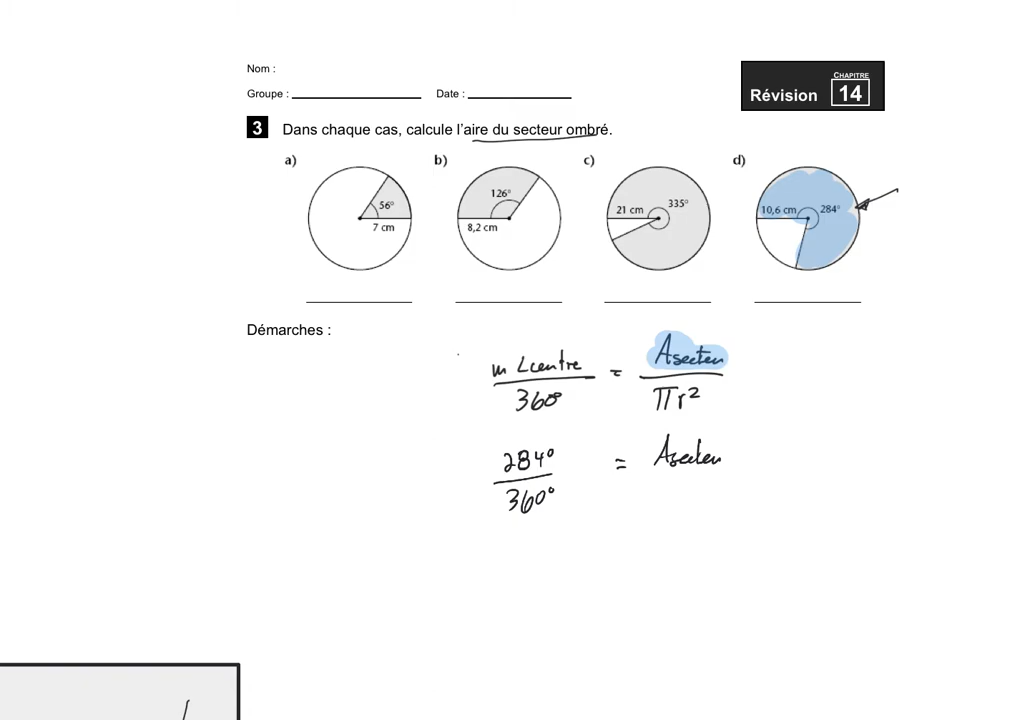 Nom :
Groupe : Date :
CHAPITRE
Révision 14
3 Dans chaque cas, calcule l'aire du secteur ombré.
a) b) c) d)
56° 7 cm
126° 8,2 cm
21 cm 335°
10,6 cm 284°
Démarches :
m ∠centre = Asecteur
360° πr²
284° = Asecteur
360°